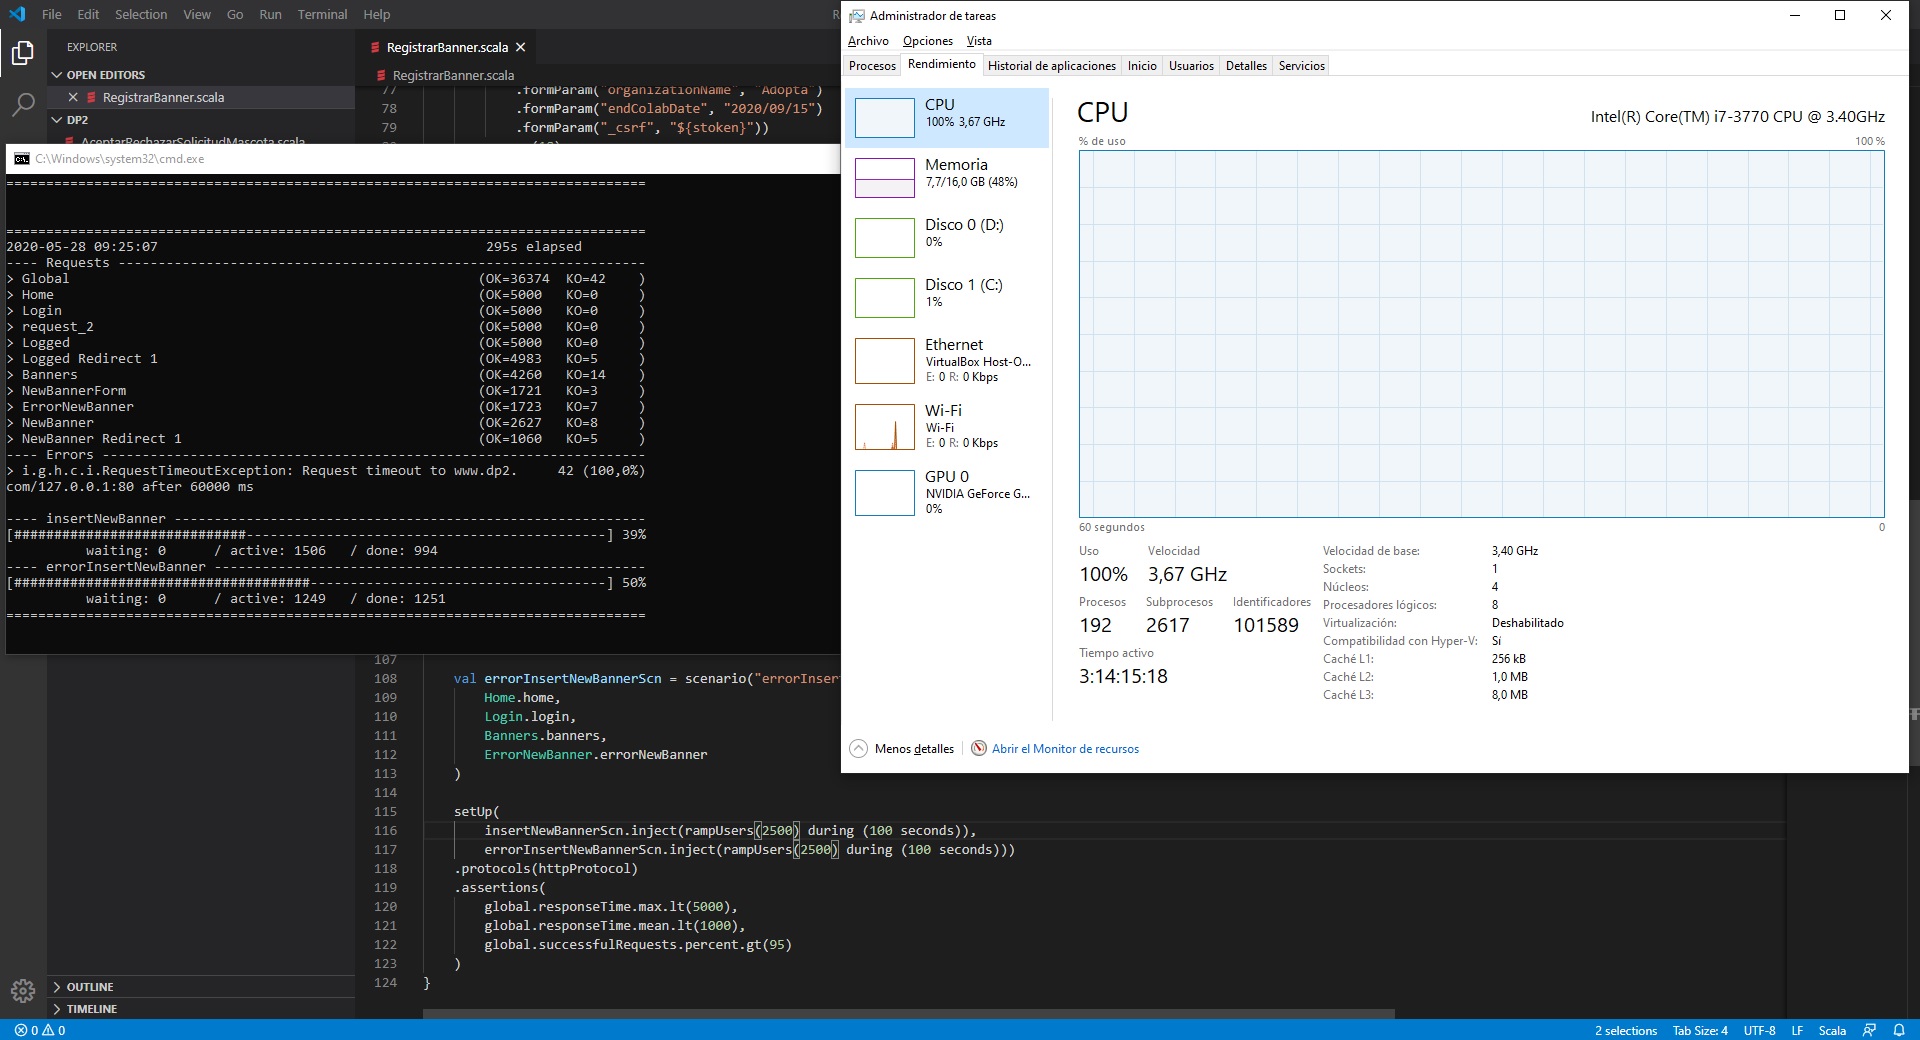 File Edit Selection View Go Run Terminal Help
EXPLORER
OPEN EDITORS
RegistrarBanner.scala
DP2
AceptarRechazarSolicitudMascota.scala
RegistrarBanner.scala
RegistrarBanner.scala
77 .formParam("organizationName", "Adopta")
78 .formParam("endColabDate", "2020/09/15")
79 .formParam("_csrf", "${stoken}"))
C:\Windows\system32\cmd.exe
================================================================================
================================================================================
2020-05-28 09:25:07 295s elapsed
---- Requests ------------------------------------------------------------------
> Global (OK=36374 KO=42 )
> Home (OK=5000 KO=0 )
> Login (OK=5000 KO=0 )
> request_2 (OK=5000 KO=0 )
> Logged (OK=5000 KO=0 )
> Logged Redirect 1 (OK=4983 KO=5 )
> Banners (OK=4260 KO=14 )
> NewBannerForm (OK=1721 KO=3 )
> ErrorNewBanner (OK=1723 KO=7 )
> NewBanner (OK=2627 KO=8 )
> NewBanner Redirect 1 (OK=1060 KO=5 )
---- Errors --------------------------------------------------------------------
> i.g.h.c.i.RequestTimeoutException: Request timeout to www.dp2. 42 (100,0%)
com/127.0.0.1:80 after 60000 ms
---- insertNewBanner -----------------------------------------------------------
[#############################---------------------------------------------] 39%
waiting: 0 / active: 1506 / done: 994
---- errorInsertNewBanner ------------------------------------------------------
[#####################################-------------------------------------] 50%
waiting: 0 / active: 1249 / done: 1251
================================================================================
107
108 val errorInsertNewBannerScn = scenario("errorInser
109 Home.home,
110 Login.login,
111 Banners.banners,
112 ErrorNewBanner.errorNewBanner
113 )
114
115 setUp(
116 insertNewBannerScn.inject(rampUsers(2500) during (100 seconds)),
117 errorInsertNewBannerScn.inject(rampUsers(2500) during (100 seconds)))
118 .protocols(httpProtocol)
119 .assertions(
120 global.responseTime.max.lt(5000),
121 global.responseTime.mean.lt(1000),
122 global.successfulRequests.percent.gt(95)
123 )
124 }
OUTLINE
TIMELINE
0 0
2 selections Tab Size: 4 UTF-8 LF Scala
Administrador de tareas
Archivo Opciones Vista
Procesos Rendimiento Historial de aplicaciones Inicio Usuarios Detalles Servicios
CPU
100% 3,67 GHz
Memoria
7,7/16,0 GB (48%)
Disco 0 (D:)
0%
Disco 1 (C:)
1%
Ethernet
VirtualBox Host-O...
E: 0 R: 0 Kbps
Wi-Fi
Wi-Fi
E: 0 R: 0 Kbps
GPU 0
NVIDIA GeForce G...
0%
CPU
Intel(R) Core(TM) i7-3770 CPU @ 3.40GHz
% de uso 100 %
60 segundos 0
Uso Velocidad
100% 3,67 GHz
Procesos Subprocesos Identificadores
192 2617 101589
Tiempo activo
3:14:15:18
Velocidad de base: 3,40 GHz
Sockets: 1
Núcleos: 4
Procesadores lógicos: 8
Virtualización: Deshabilitado
Compatibilidad con Hyper-V: Sí
Caché L1: 256 kB
Caché L2: 1,0 MB
Caché L3: 8,0 MB
Menos detalles Abrir el Monitor de recursos